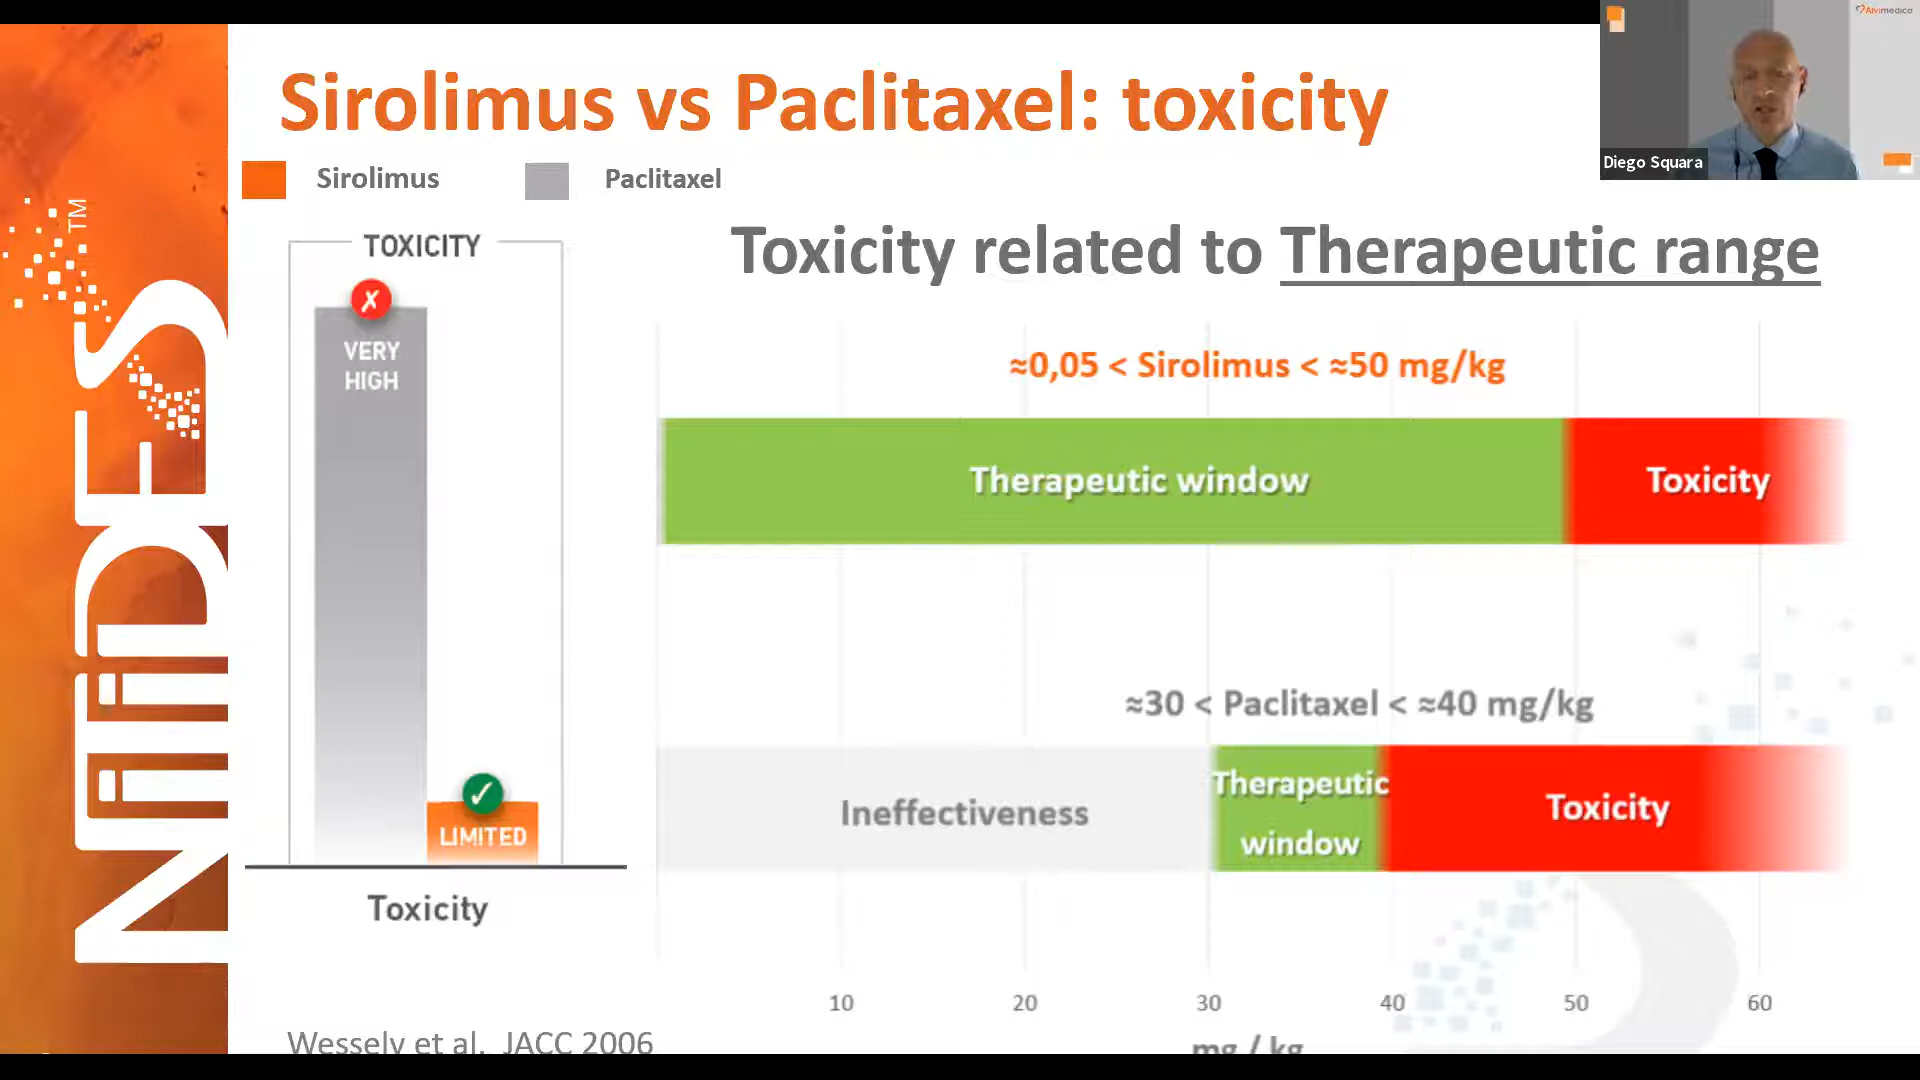 Sirolimus vs Paclitaxel: toxicity
Alvimedica
Diego Squara
Sirolimus
Paclitaxel
TOXICITY
VERY
HIGH
LIMITED
Toxicity
Toxicity related to Therapeutic range
≈0,05 < Sirolimus < ≈50 mg/kg
Therapeutic window
Toxicity
≈30 < Paclitaxel < ≈40 mg/kg
Ineffectiveness
Therapeutic
window
Toxicity
10 20 30 40 50 60
mg / kg
Wessely et al, JACC 2006
NiTiDES™